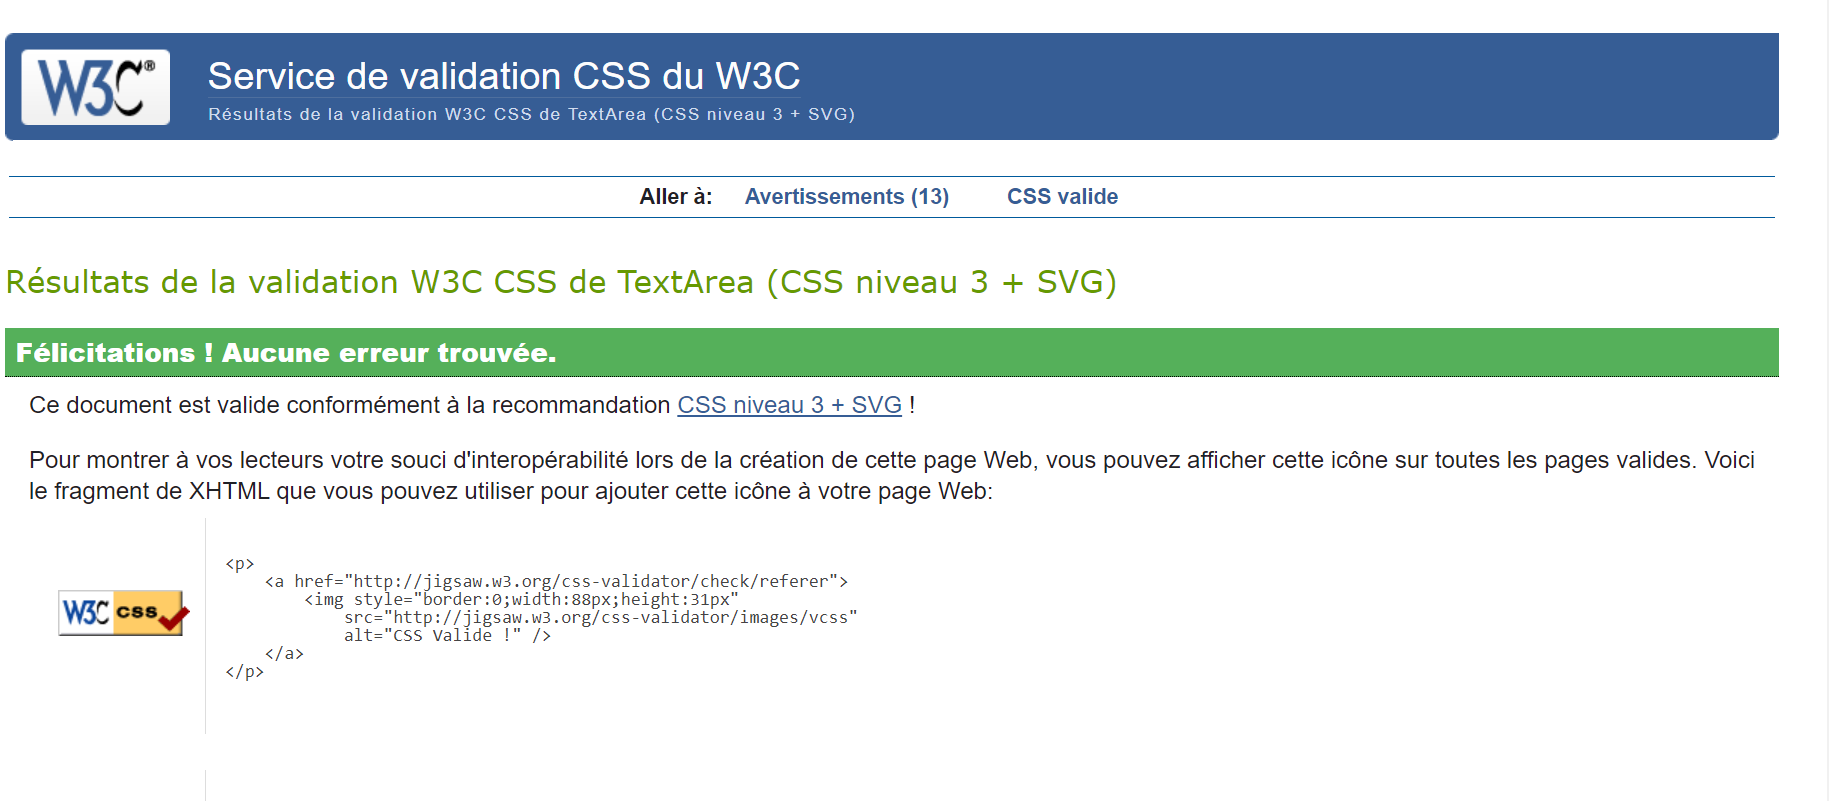 W3C®
Service de validation CSS du W3C
Résultats de la validation W3C CSS de TextArea (CSS niveau 3 + SVG)
Aller à: Avertissements (13) CSS valide
Résultats de la validation W3C CSS de TextArea (CSS niveau 3 + SVG)
Félicitations ! Aucune erreur trouvée.
Ce document est valide conformément à la recommandation CSS niveau 3 + SVG !
Pour montrer à vos lecteurs votre souci d'interopérabilité lors de la création de cette page Web, vous pouvez afficher cette icône sur toutes les pages valides. Voici
le fragment de XHTML que vous pouvez utiliser pour ajouter cette icône à votre page Web:
W3C css
<p>
<a href="http://jigsaw.w3.org/css-validator/check/referer">
<img style="border:0;width:88px;height:31px"
src="http://jigsaw.w3.org/css-validator/images/vcss"
alt="CSS Valide !" />
</a>
</p>